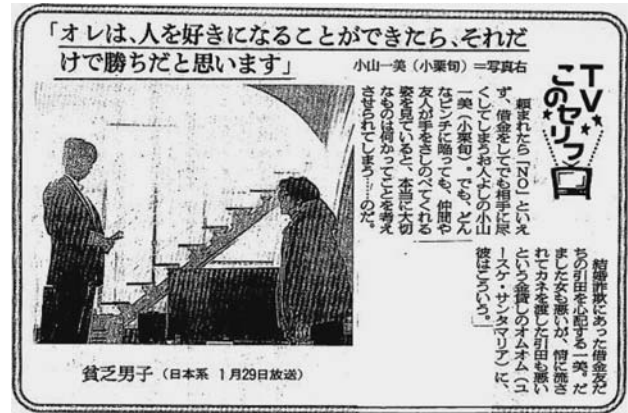 「オレは、人を好きになることができたら、それだ
けで勝ちだと思います」
小山一美（小栗旬）＝写真右
TV
このセリフ
頼まれたら「NO」といえ
ず、借金をしてでも相手に尽
くしてしまうお人よしの小山
一美（小栗旬）。でも、どん
なピンチに陥っても、仲間や
友人が手をさしのべてくれる
姿を見ていると、本当に大切
なものは何かってことを考え
させられてしまう……のだ。
結婚詐欺にあった借金友だ
ちの引田を心配する一美。だ
ました女も悪いが、情に流さ
れてカネを渡した引田も悪い
という金貸しのオムオム（ユ
ースケ・サンタマリア）に、
彼はこういう。
貧乏男子（日本系 1月29日放送）